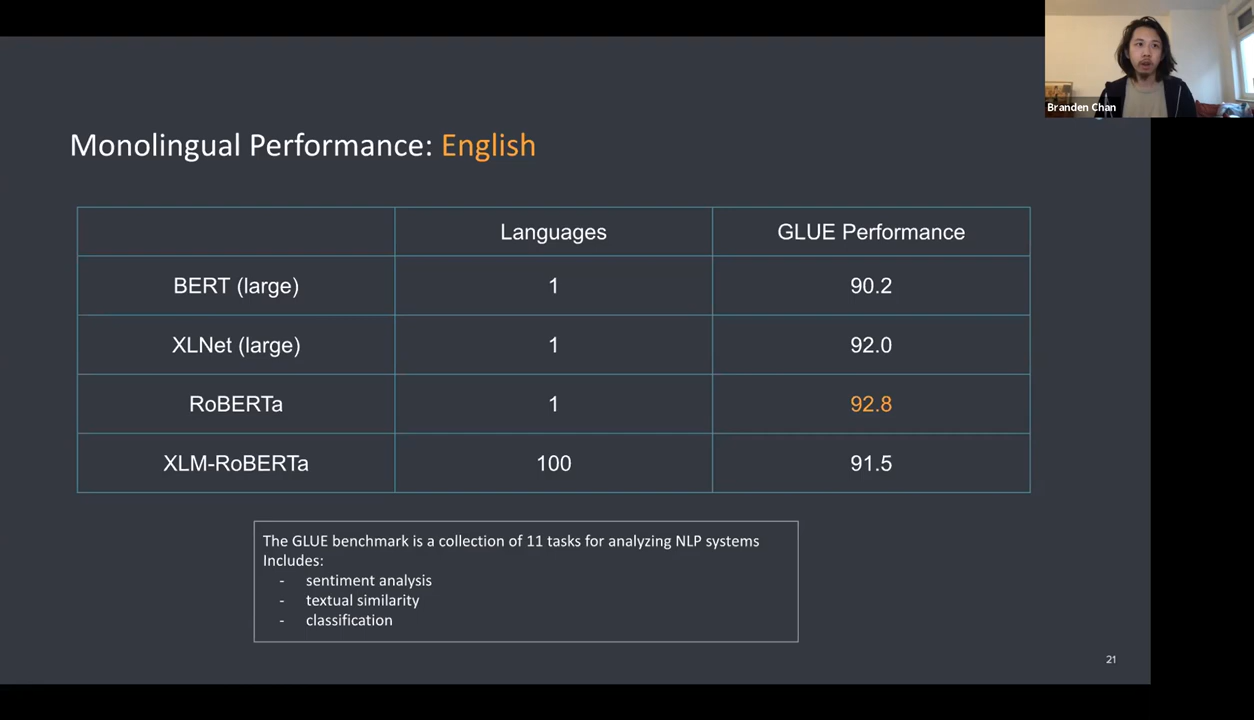 Branden Chan
Monolingual Performance: English
Languages GLUE Performance
BERT (large) 1 90.2
XLNet (large) 1 92.0
RoBERTa 1 92.8
XLM-RoBERTa 100 91.5
The GLUE benchmark is a collection of 11 tasks for analyzing NLP systems
Includes:
- sentiment analysis
- textual similarity
- classification
21